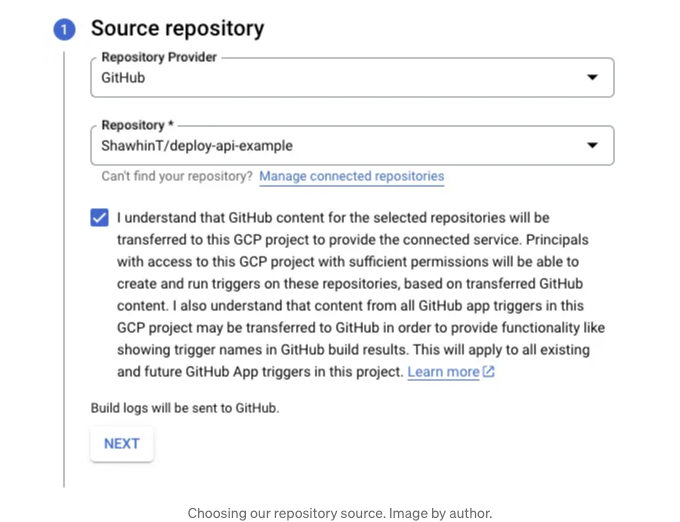 1 Source repository
Repository Provider
GitHub
Repository *
ShawhinT/deploy-api-example
Can't find your repository? Manage connected repositories
I understand that GitHub content for the selected repositories will be
transferred to this GCP project to provide the connected service. Principals
with access to this GCP project with sufficient permissions will be able to
create and run triggers on these repositories, based on transferred GitHub
content. I also understand that content from all GitHub app triggers in this
GCP project may be transferred to GitHub in order to provide functionality like
showing trigger names in GitHub build results. This will apply to all existing
and future GitHub App triggers in this project. Learn more
Build logs will be sent to GitHub.
NEXT
Choosing our repository source. Image by author.